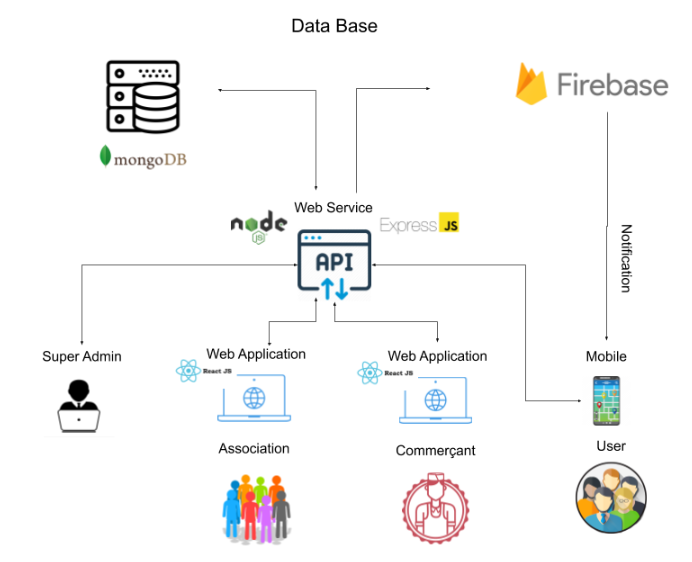 Data Base
Firebase
mongoDB
Web Service
node
JS
Express JS
API
Notification
Super Admin
Web Application
Web Application
Mobile
React JS
React JS
Association
Commerçant
User